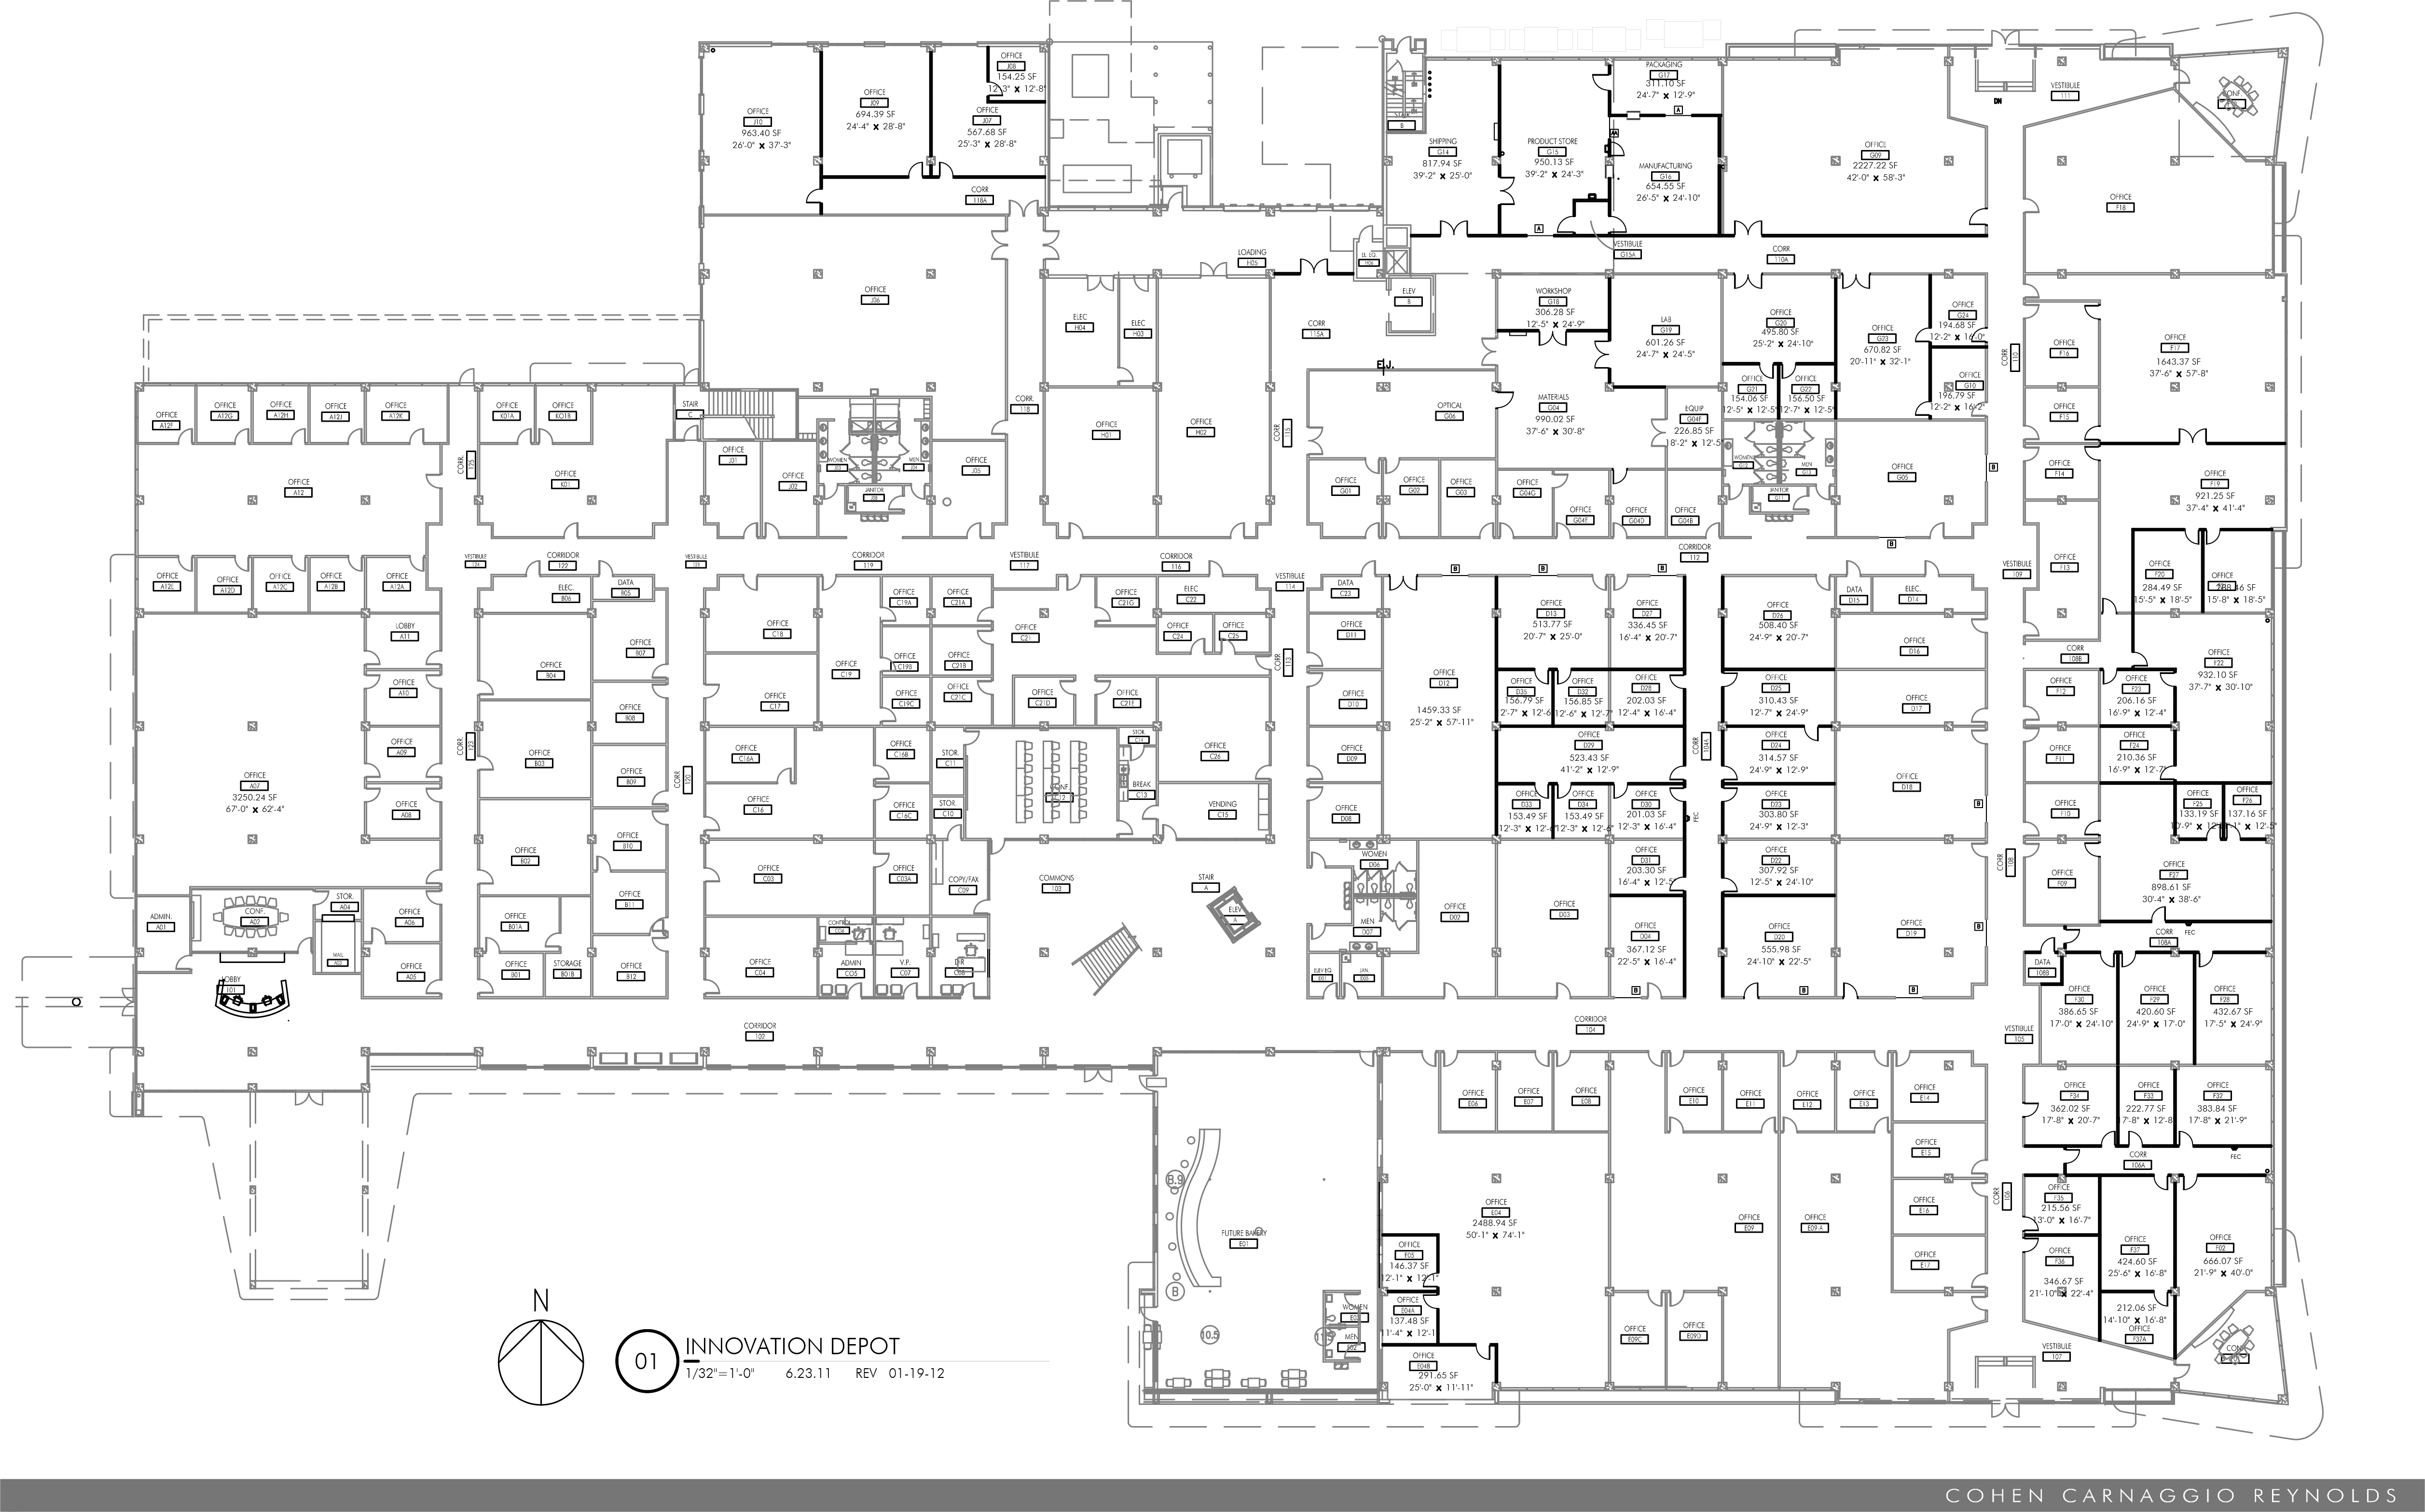 OFFICE
J10
963.40 SF
26'-0" x 37'-3"
OFFICE
J09
694.39 SF
24'-4" x 28'-8"
OFFICE
J08
154.25 SF
12'-3" x 12'-8"
OFFICE
J07
567.68 SF
25'-3" x 28'-8"
CORR
118A
STAIR
B
SHIPPING
G14
817.94 SF
39'-2" x 25'-0"
PRODUCT STORE
G15
950.13 SF
39'-2" x 24'-3"
PACKAGING
G17
311.10 SF
24'-7" x 12'-9"
A
MANUFACTURING
G16
654.55 SF
26'-5" x 24'-10"
A
VESTIBULE
G15A
OFFICE
G09
2227.22 SF
42'-0" x 58'-3"
CORR
110A
DN
VESTIBULE
111
CONF.
OFFICE
F18
OFFICE
J06
LOADING
H05
EL. EQ.
H06
ELEV
B
ELEC
H04
ELEC
H03
CORR
115A
E.J.
WORKSHOP
G18
306.28 SF
12'-5" x 24'-9"
LAB
G19
601.26 SF
24'-7" x 24'-5"
OFFICE
G20
495.80 SF
25'-2" x 24'-10"
OFFICE
G23
670.82 SF
20'-11" x 32'-1"
OFFICE
G24
194.68 SF
12'-2" x 16'-0"
OFFICE
G10
196.79 SF
12'-2" x 16'-2"
OFFICE
G21
154.06 SF
12'-5" x 12'-5"
OFFICE
G22
156.50 SF
12'-7" x 12'-5"
CORR
110
OFFICE
F16
OFFICE
F15
OFFICE
F17
1643.37 SF
37'-6" x 57'-8"
OFFICE
A12F
OFFICE
A12G
OFFICE
A12H
OFFICE
A12J
OFFICE
A12K
OFFICE
K01A
OFFICE
K01B
STAIR
C
CORR.
118
OFFICE
H01
OFFICE
H02
CORR
115
OPTICAL
G06
MATERIALS
G04
990.02 SF
37'-6" x 30'-8"
EQUIP
G04F
226.85 SF
18'-2" x 12'-5"
OFFICE
A12
CORR.
125
OFFICE
K01
OFFICE
J01
OFFICE
J02
WOMEN
J03
MEN
J04
JANITOR
J08
OFFICE
J05
OFFICE
G01
OFFICE
G02
OFFICE
G03
OFFICE
G04G
OFFICE
G04F
OFFICE
G04D
OFFICE
G04B
WOMEN
G12
MEN
G13
JANITOR
G11
OFFICE
G05
B
B
OFFICE
F14
OFFICE
F19
921.25 SF
37'-4" x 41'-4"
OFFICE
A12E
OFFICE
A12D
OFFICE
A12C
OFFICE
A12B
OFFICE
A12A
VESTIBULE
124
CORRIDOR
122
VESTIBULE
CORRIDOR
119
VESTIBULE
117
CORRIDOR
116
VESTIBULE
114
CORRIDOR
112
VESTIBULE
109
OFFICE
F13
OFFICE
F20
284.49 SF
15'-5" x 18'-5"
OFFICE
288.46 SF
15'-8" x 18'-5"
ELEC.
B06
DATA
B05
OFFICE
C18
OFFICE
C19A
OFFICE
C21A
OFFICE
C21
OFFICE
C21G
ELEC
C22
OFFICE
C24
OFFICE
C25
DATA
C23
B
B
B
DATA
D15
ELEC.
D14
LOBBY
A11
OFFICE
A10
OFFICE
A09
OFFICE
A08
OFFICE
A07
3250.24 SF
67'-0" x 62'-4"
CORR.
123
OFFICE
B04
OFFICE
B03
OFFICE
B02
OFFICE
B07
OFFICE
B08
OFFICE
B09
OFFICE
B10
OFFICE
B11
OFFICE
B12
CORR
120
OFFICE
C17
OFFICE
C19
OFFICE
C19B
OFFICE
C19C
OFFICE
C21B
OFFICE
C21C
OFFICE
C21D
OFFICE
C21F
CORR
113
OFFICE
C16A
OFFICE
C16
OFFICE
C16B
OFFICE
C16C
STOR.
C11
STOR.
C10
CONF.
C12
STOR.
C14
BREAK
C13
OFFICE
C26
VENDING
C15
OFFICE
D11
OFFICE
D10
OFFICE
D09
OFFICE
D08
OFFICE
D12
1459.33 SF
25'-2" x 57'-11"
OFFICE
D13
513.77 SF
20'-7" x 25'-0"
OFFICE
D27
336.45 SF
16'-4" x 20'-7"
OFFICE
D35
156.79 SF
2'-7" x 12'-6
OFFICE
D32
156.85 SF
12'-6" x 12'-7"
OFFICE
D28
202.03 SF
12'-4" x 16'-4"
OFFICE
D29
523.43 SF
41'-2" x 12'-9"
OFFICE
D33
153.49 SF
12'-3" x 12'-6"
OFFICE
D34
153.49 SF
12'-3" x 12'-6"
OFFICE
D30
201.03 SF
12'-3" x 16'-4"
OFFICE
D31
203.30 SF
16'-4" x 12'-5"
OFFICE
D04
367.12 SF
22'-5" x 16'-4"
CORR
104A
FEC
OFFICE
D26
508.40 SF
24'-9" x 20'-7"
OFFICE
D25
310.43 SF
12'-7" x 24'-9"
OFFICE
D24
314.57 SF
24'-9" x 12'-9"
OFFICE
D23
303.80 SF
24'-9" x 12'-3"
OFFICE
D22
307.92 SF
12'-5" x 24'-10"
OFFICE
D20
555.98 SF
24'-10" x 22'-5"
OFFICE
D16
OFFICE
D17
OFFICE
D18
OFFICE
D19
B
B
B
B
B
CORR
108B
OFFICE
F22
932.10 SF
37'-7" x 30'-10"
OFFICE
F12
OFFICE
F23
206.16 SF
16'-9" x 12'-4"
OFFICE
F11
OFFICE
F24
210.36 SF
16'-9" x 12'-7"
OFFICE
F10
OFFICE
F25
133.19 SF
OFFICE
F26
137.16 SF
CORR
108
OFFICE
F09
OFFICE
F27
898.61 SF
30'-4" x 38'-6"
FEC
CORR
108A
ADMIN.
A01
CONF.
A02
STOR.
A04
MAIL
A03
OFFICE
A06
OFFICE
A05
LOBBY
101
OFFICE
B01A
OFFICE
B01
STORAGE
B01B
OFFICE
C03
OFFICE
C03A
COPY/FAX
C09
OFFICE
C04
CONTROL
C06
ADMIN
C05
V.P.
C07
DIR
C08
COMMONS
103
STAIR
A
ELEV
A
WOMEN
D06
MEN
D07
ELEV EQ
D01
JAN.
D05
OFFICE
D02
OFFICE
D03
DATA
108B
OFFICE
F30
386.65 SF
17'-0" x 24'-10"
OFFICE
F29
420.60 SF
24'-9" x 17'-0"
OFFICE
F28
432.67 SF
17'-5" x 24'-9"
CORRIDOR
102
CORRIDOR
104
VESTIBULE
105
OFFICE
E06
OFFICE
E07
OFFICE
E08
OFFICE
E10
OFFICE
E11
OFFICE
E12
OFFICE
E13
OFFICE
E14
OFFICE
E15
OFFICE
E16
OFFICE
E17
OFFICE
F34
362.02 SF
17'-8" x 20'-7"
OFFICE
F33
222.77 SF
17'-8" x 12'-8
OFFICE
F32
383.84 SF
17'-8" x 21'-9"
CORR
106A
FEC
CORR
106
OFFICE
F35
215.56 SF
13'-0" x 16'-7"
OFFICE
F36
346.67 SF
21'-10" x 22'-4"
OFFICE
F37
424.60 SF
25'-6" x 16'-8"
OFFICE
F02
666.07 SF
21'-9" x 40'-0"
212.06 SF
14'-10" x 16'-8"
OFFICE
F37A
B.9
B
10.5
FUTURE BAKERY
E01
WOMEN
E03
MEN
E02
OFFICE
E04
2488.94 SF
50'-1" x 74'-1"
OFFICE
E05
146.37 SF
12'-1" x 12'-1"
OFFICE
E04A
137.48 SF
11'-4" x 12'-1
OFFICE
E04B
291.65 SF
25'-0" x 11'-11"
OFFICE
E09
OFFICE
E09-A
OFFICE
E09C
OFFICE
E09D
VESTIBULE
107
N
01
INNOVATION DEPOT
1/32"=1'-0" 6.23.11 REV 01-19-12
COHEN CARNAGGIO REYNOLDS